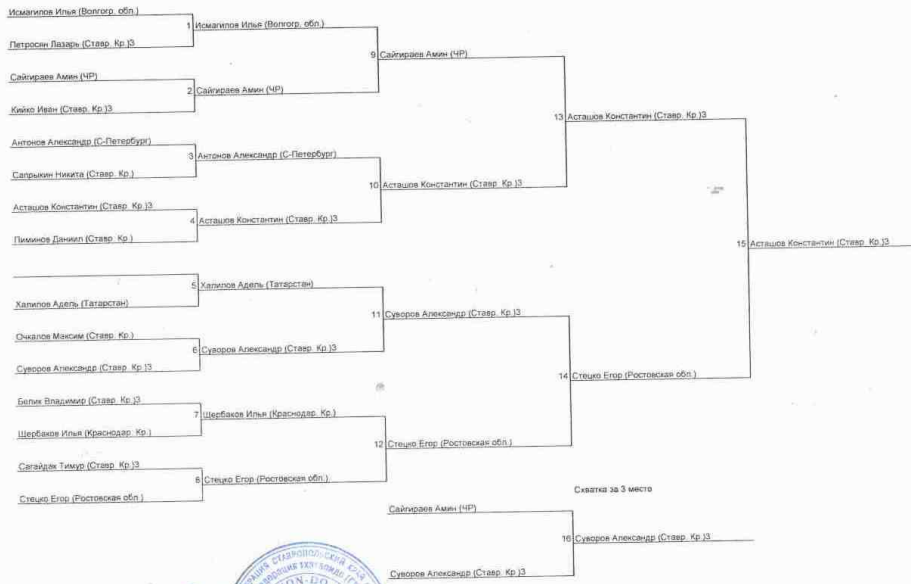 Исмагилов Илья (Волгогр. обл.)
1 Исмагилов Илья (Волгогр. обл.)
Петросян Лазарь (Ставр. Кр.)3
9 Сайгираев Амин (ЧР)
Сайгираев Амин (ЧР)
2 Сайгираев Амин (ЧР)
Кийко Иван (Ставр. Кр.)3
13 Асташов Константин (Ставр. Кр.)3
Антонов Александр (С-Петербург)
3 Антонов Александр (С-Петербург)
Сапрыкин Никита (Ставр. Кр.)
10 Асташов Константин (Ставр. Кр.)3
Асташов Константин (Ставр. Кр.)3
4 Асташов Константин (Ставр. Кр.)3
Пиминов Даниил (Ставр. Кр.)
15 Асташов Константин (Ставр. Кр.)3
5 Халилов Адель (Татарстан)
Халилов Адель (Татарстан)
11 Суворов Александр (Ставр. Кр.)3
Очкалов Максим (Ставр. Кр.)
6 Суворов Александр (Ставр. Кр.)3
Суворов Александр (Ставр. Кр.)3
14 Стецко Егор (Ростовская обл.)
Белик Владимир (Ставр. Кр.)3
7 Щербаков Илья (Краснодар. Кр.)
Щербаков Илья (Краснодар. Кр.)
12 Стецко Егор (Ростовская обл.)
Сагайдак Тимур (Ставр. Кр.)3
8 Стецко Егор (Ростовская обл.)
Стецко Егор (Ростовская обл.)
Схватка за 3 место
Сайгираев Амин (ЧР)
16 Суворов Александр (Ставр. Кр.)3
Суворов Александр (Ставр. Кр.)3
СТАВРОПОЛЬСКИЙ КРАЙ